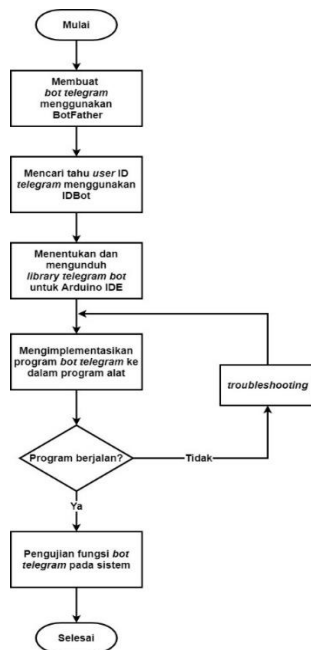 Mulai
Membuat
bot telegram
menggunakan
BotFather
Mencari tahu user ID
telegram menggunakan
IDBot
Menentukan dan
mengunduh
library telegram bot
untuk Arduino IDE
Mengimplementasikan
program bot telegram ke
dalam program alat
troubleshooting
Program berjalan?
Tidak
Ya
Pengujian fungsi bot
telegram pada sistem
Selesai